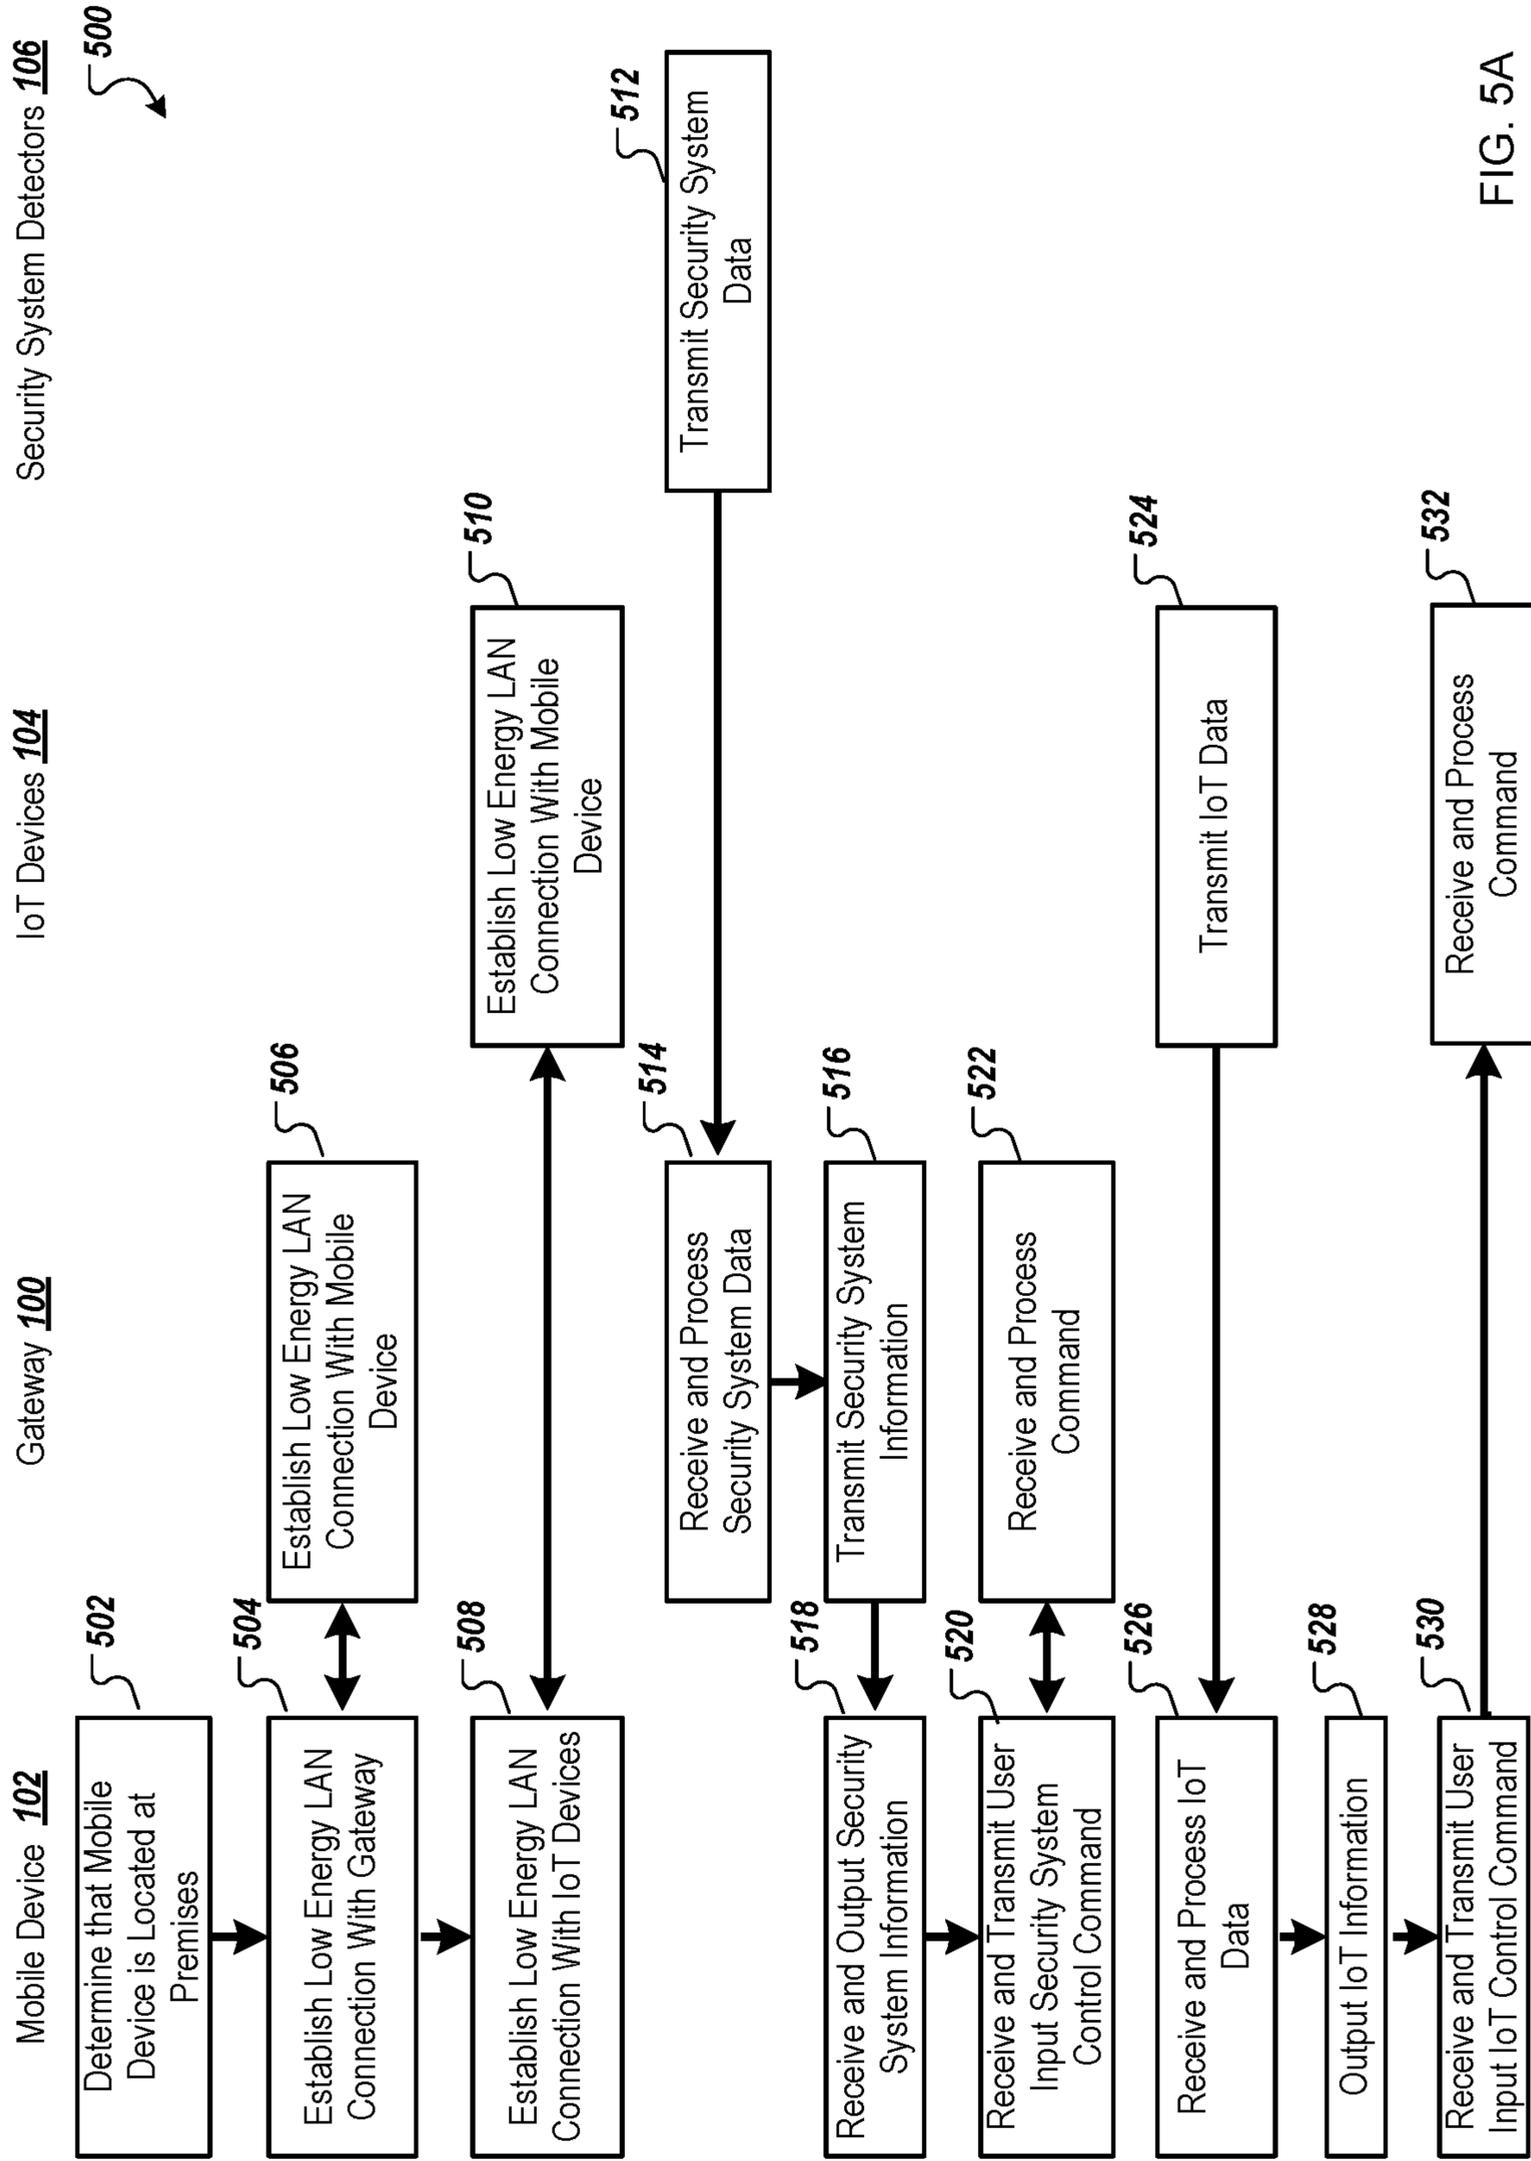 Mobile Device 102
Gateway 100
IoT Devices 104
Security System Detectors 106
500
502
Determine that Mobile
Device is Located at
Premises
504
Establish Low Energy LAN
Connection With Gateway
506
Establish Low Energy LAN
Connection With Mobile
Device
508
Establish Low Energy LAN
Connection With IoT Devices
510
Establish Low Energy LAN
Connection With Mobile
Device
512
Transmit Security System
Data
514
Receive and Process
Security System Data
516
Transmit Security System
Information
518
Receive and Output Security
System Information
520
Receive and Transmit User
Input Security System
Control Command
522
Receive and Process
Command
524
Transmit IoT Data
526
Receive and Process IoT
Data
528
Output IoT Information
530
Receive and Transmit User
Input IoT Control Command
532
Receive and Process
Command
FIG. 5A